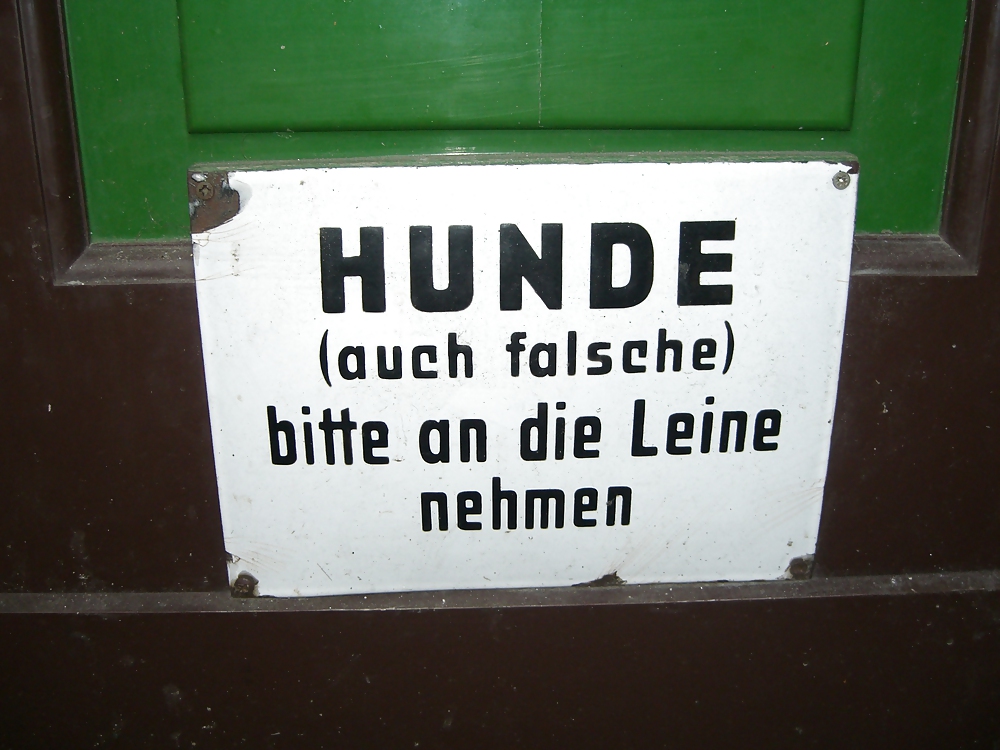 HUNDE
(auch falsche)
bitte an die Leine
nehmen